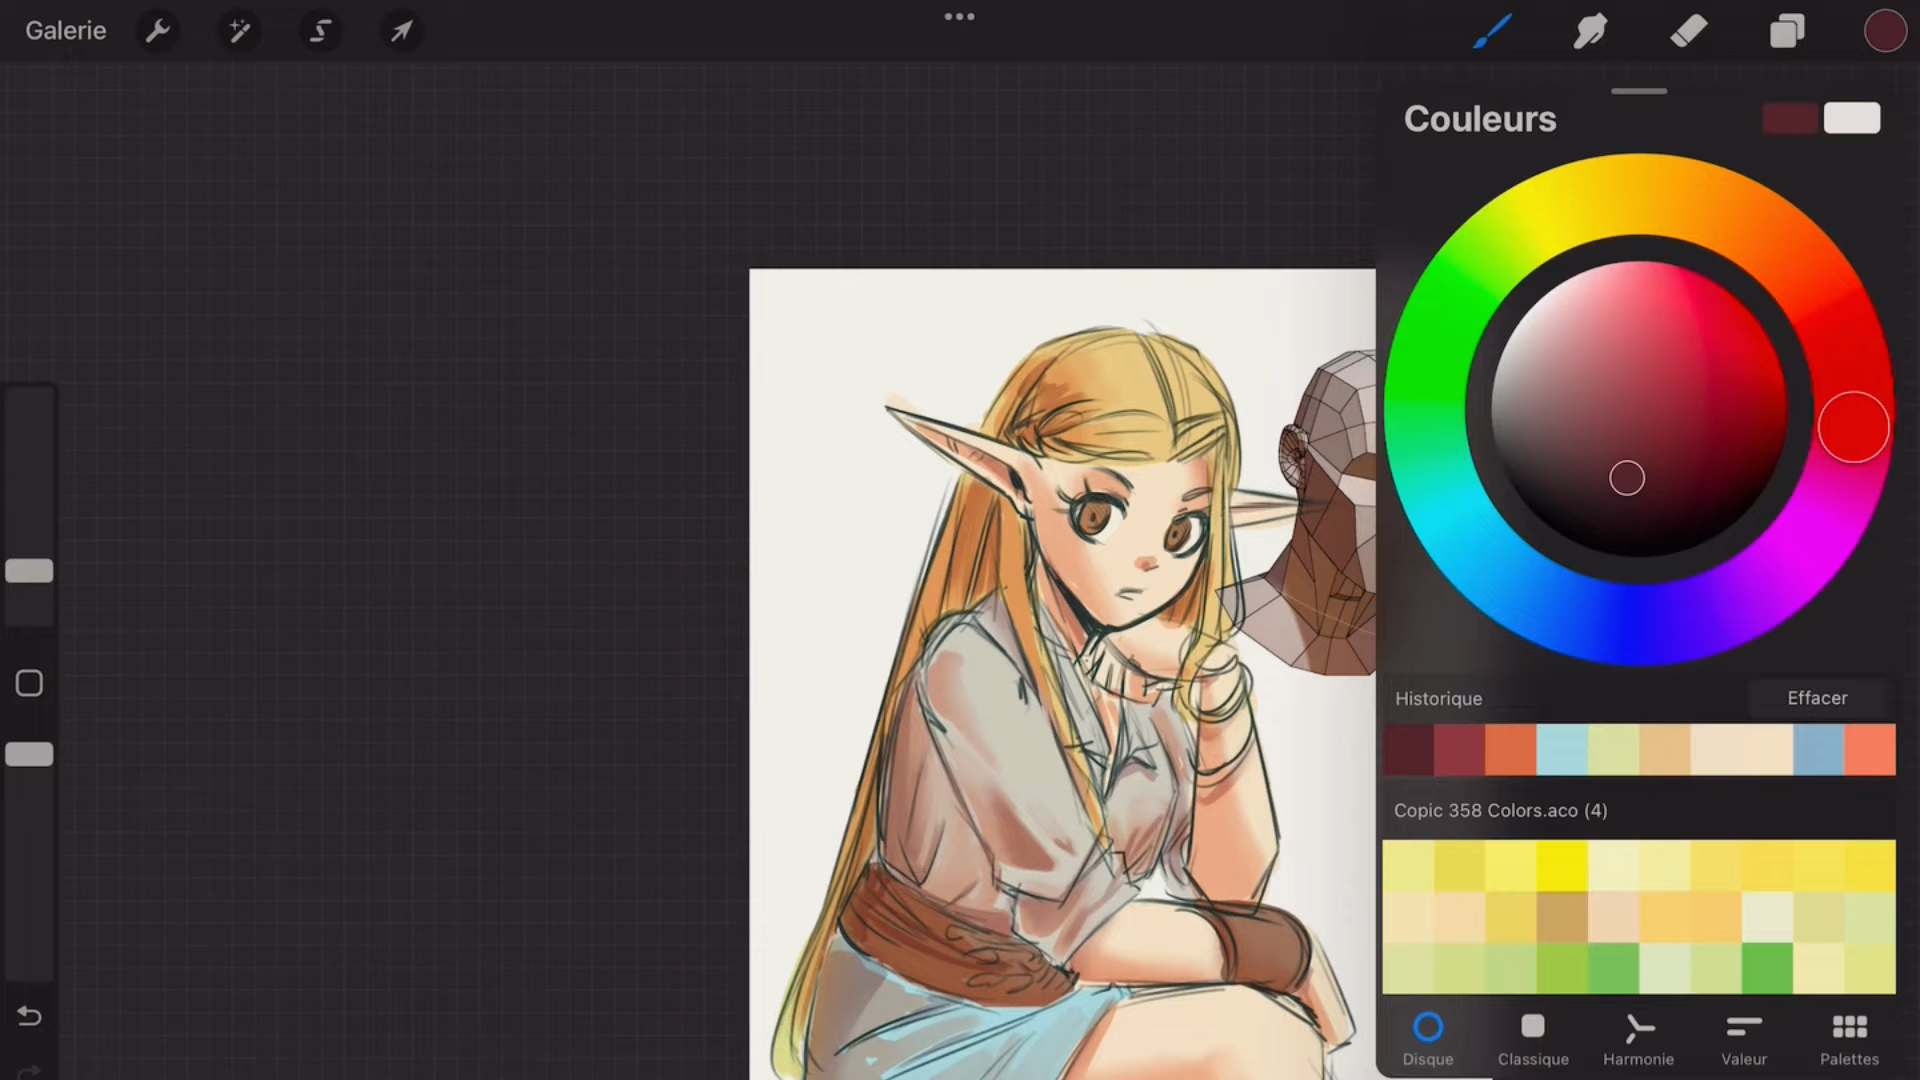 Galerie
Couleurs
Historique
Effacer
Copic 358 Colors.aco (4)
Disque
Classique
Harmonie
Valeur
Palettes